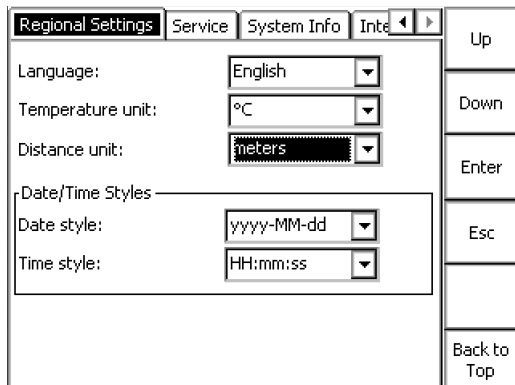 Regional Settings Service System Info Inte
Language: English
Temperature unit: °C
Distance unit: meters
Date/Time Styles
Date style: yyyy-MM-dd
Time style: HH:mm:ss
Up
Down
Enter
Esc
Back to
Top